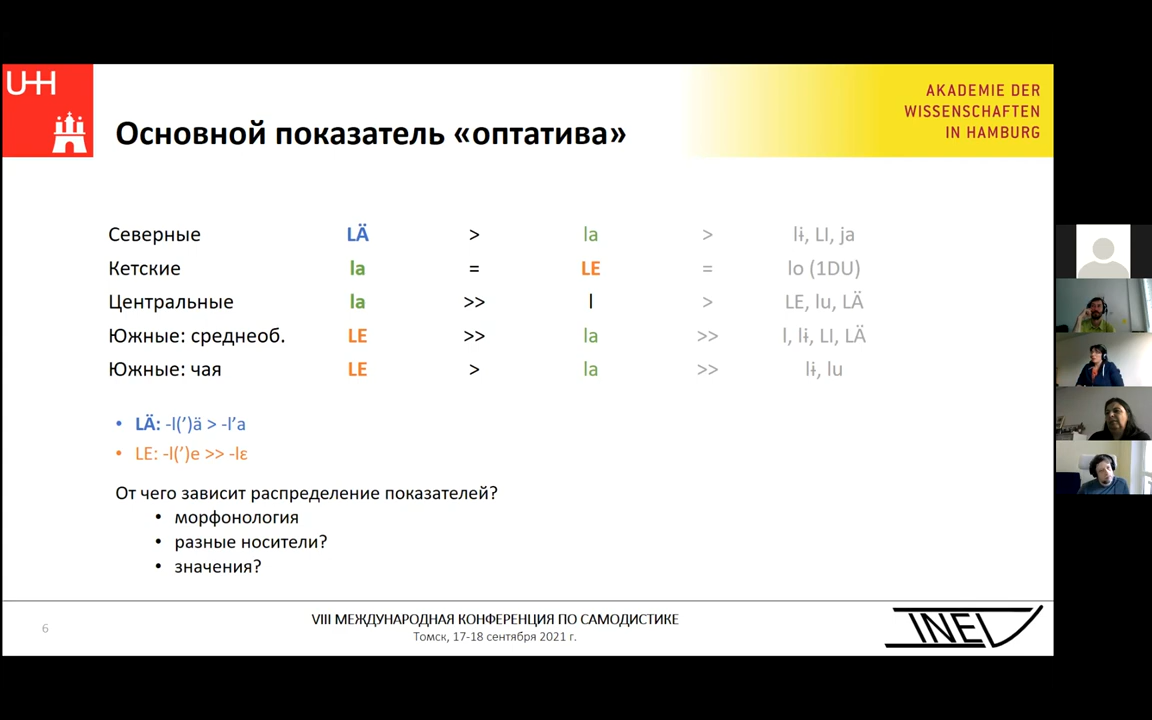 UHH
AKADEMIE DER
WISSENSCHAFTEN
IN HAMBURG
Основной показатель «оптатива»
Северные LÄ > la > lɨ, LI, ja
Кетские la = LE = lo (1DU)
Центральные la >> l > LE, lu, LÄ
Южные: среднеоб. LE >> la >> l, lɨ, LI, LÄ
Южные: чая LE > la >> lɨ, lu
• LÄ: -l(’)ä > -l’a
• LE: -l(’)e >> -lɛ
От чего зависит распределение показателей?
• морфонология
• разные носители?
• значения?
6
VIII МЕЖДУНАРОДНАЯ КОНФЕРЕНЦИЯ ПО САМОДИСТИКЕ
Томск, 17-18 сентября 2021 г.
INEL